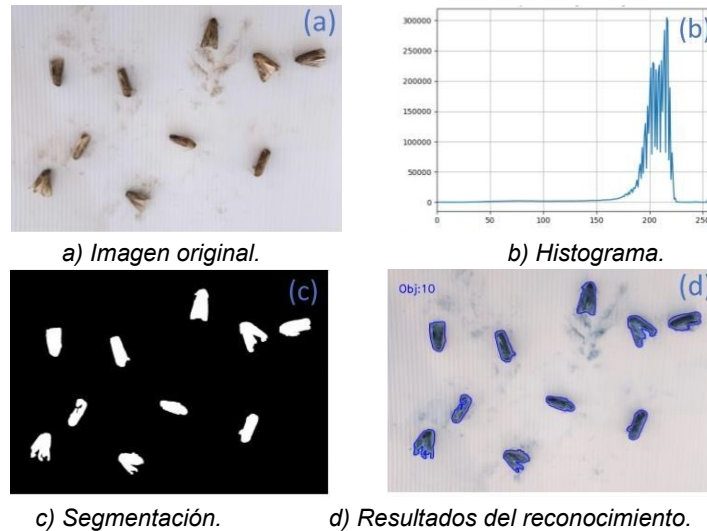 (a)
(b)
300000
250000
200000
150000
100000
50000
0
0 50 100 150 200 250
a) Imagen original.
b) Histograma.
(c)
(d)
Obj:10
c) Segmentación.
d) Resultados del reconocimiento.